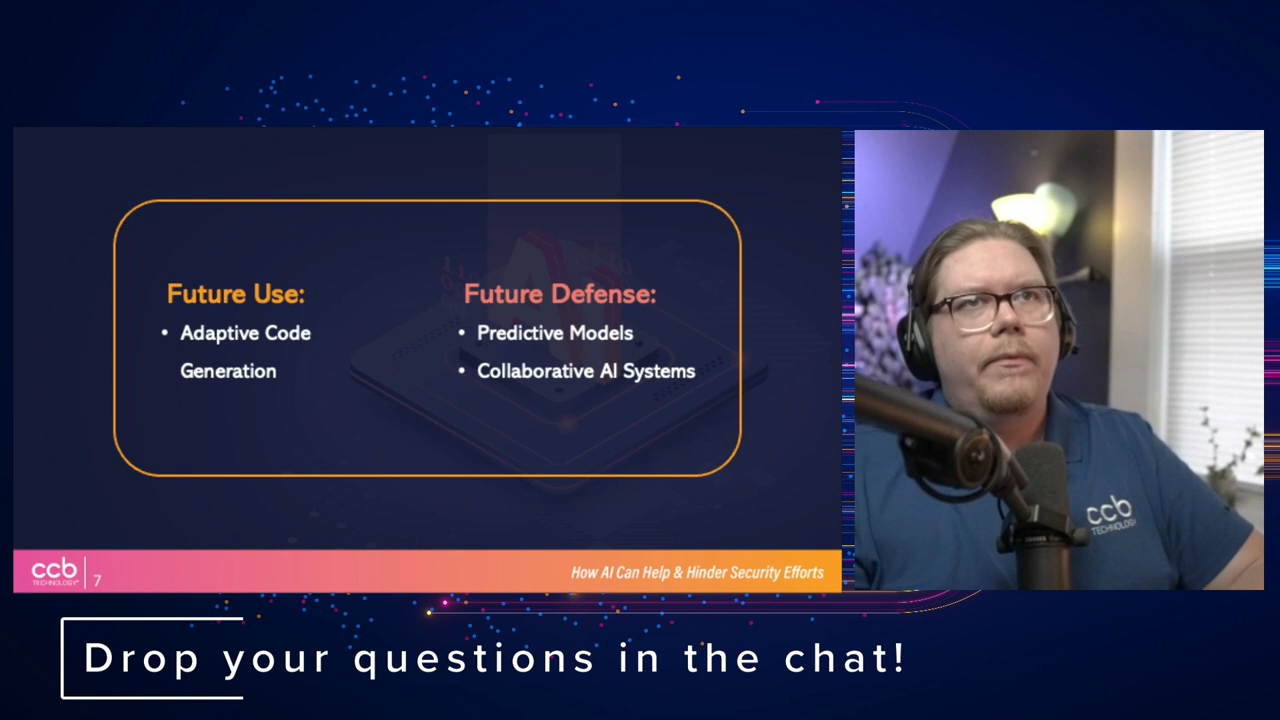 Future Use:
• Adaptive Code
Generation
Future Defense:
• Predictive Models
• Collaborative AI Systems
ccb
TECHNOLOGY
7
How AI Can Help & Hinder Security Efforts
ccb
TECHNOLOGY
Drop your questions in the chat!